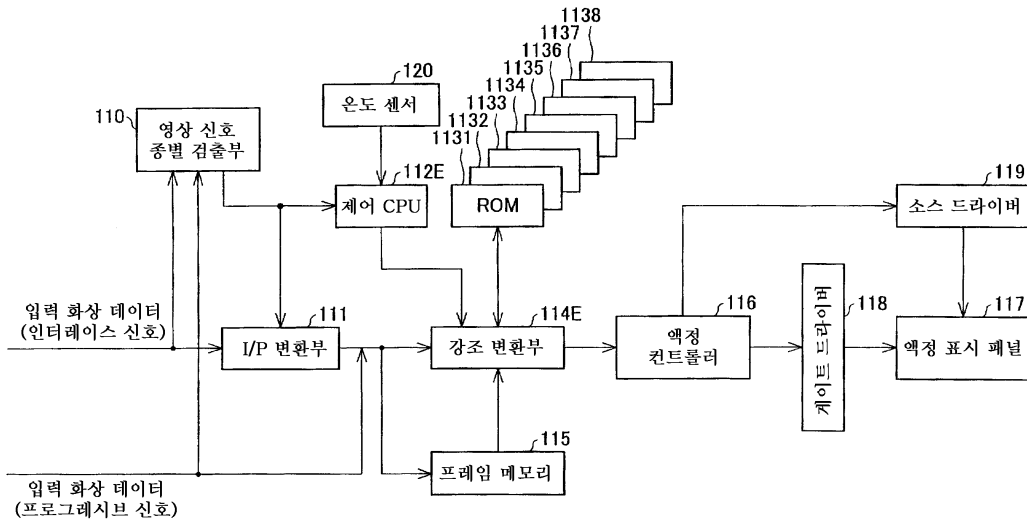 1138
1137
1136
1135
1134
1133
1132
1131
120
온도 센서
110
영상 신호
종별 검출부
112E
제어 CPU
ROM
119
소스 드라이버
입력 화상 데이터
(인터레이스 신호)
111
I/P 변환부
114E
강조 변환부
116
액정
컨트롤러
118
게이트 드라이버
117
액정 표시 패널
115
프레임 메모리
입력 화상 데이터
(프로그레시브 신호)